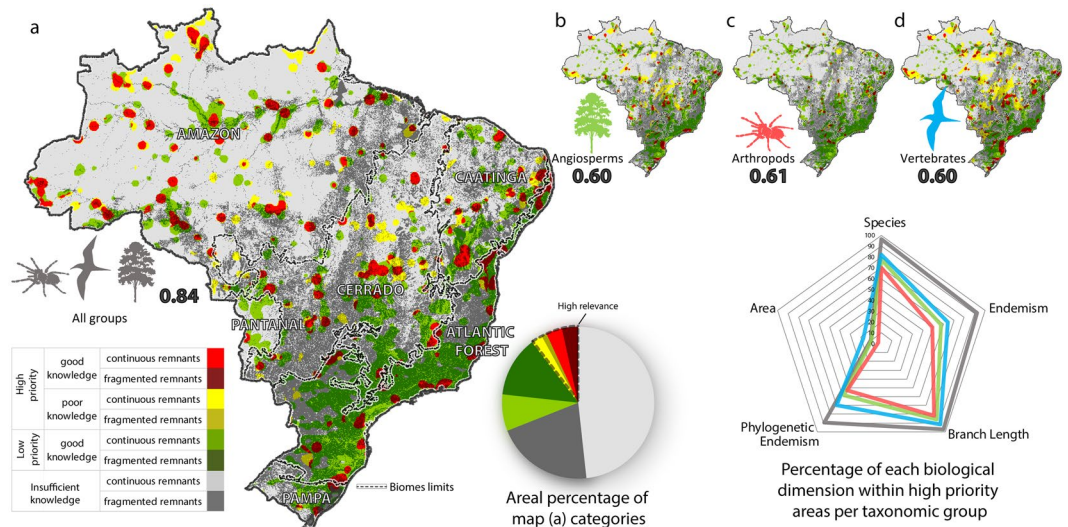 a
b
c
d
AMAZON
CAATINGA
CERRADO
PANTANAL
ATLANTIC
FOREST
PAMPA
All groups
0.84
Angiosperms
0.60
Arthropods
0.61
Vertebrates
0.60
High priority
good knowledge
continuous remnants
fragmented remnants
poor knowledge
continuous remnants
fragmented remnants
Low priority
good knowledge
continuous remnants
fragmented remnants
Insufficient knowledge
continuous remnants
fragmented remnants
Biomes limits
High relevance
Areal percentage of
map (a) categories
Species
100
90
80
70
60
50
40
30
20
10
0
Area
Endemism
Phylogenetic
Endemism
Branch Length
Percentage of each biological
dimension within high priority
areas per taxonomic group